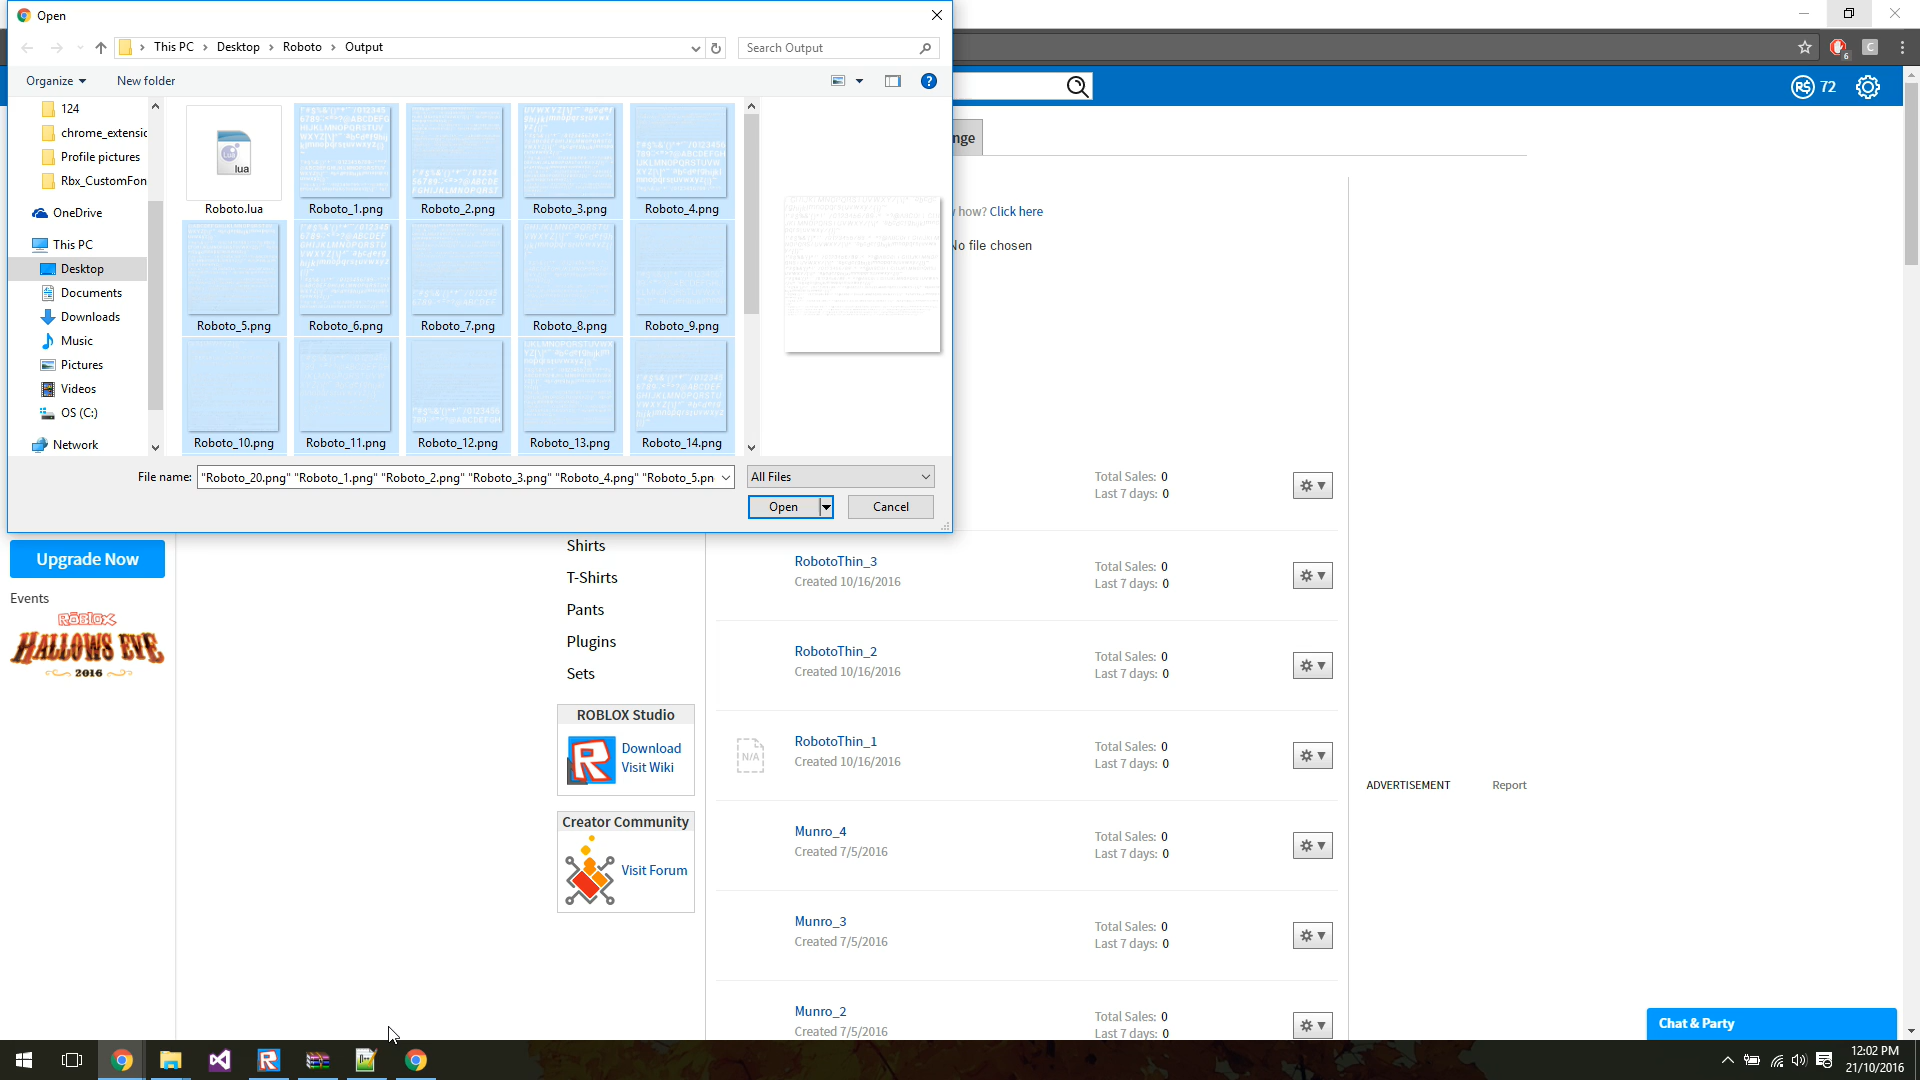 Open
This PC
Desktop
Roboto
Output
Search Output
Organize
New folder
124
chrome_extensic
Profile pictures
Rbx_CustomFon
OneDrive
This PC
Desktop
Documents
Downloads
Music
Pictures
Videos
OS (C:)
Network
Roboto.lua
Roboto_1.png
Roboto_2.png
Roboto_3.png
Roboto_4.png
Roboto_5.png
Roboto_6.png
Roboto_7.png
Roboto_8.png
Roboto_9.png
Roboto_10.png
Roboto_11.png
Roboto_12.png
Roboto_13.png
Roboto_14.png
File name:
"Roboto_20.png" "Roboto_1.png" "Roboto_2.png" "Roboto_3.png" "Roboto_4.png" "Roboto_5.pn
All Files
Open
Cancel
R$ 72
nge
how? Click here
No file chosen
Total Sales: 0
Last 7 days: 0
Upgrade Now
Events
ROBLOX
HALLOWS EVE
2016
Shirts
T-Shirts
Pants
Plugins
Sets
ROBLOX Studio
Download
Visit Wiki
Creator Community
Visit Forum
RobotoThin_3
Created 10/16/2016
Total Sales: 0
Last 7 days: 0
RobotoThin_2
Created 10/16/2016
Total Sales: 0
Last 7 days: 0
N/A
RobotoThin_1
Created 10/16/2016
Total Sales: 0
Last 7 days: 0
Munro_4
Created 7/5/2016
Total Sales: 0
Last 7 days: 0
Munro_3
Created 7/5/2016
Total Sales: 0
Last 7 days: 0
Munro_2
Created 7/5/2016
Total Sales: 0
Last 7 days: 0
ADVERTISEMENT
Report
Chat & Party
12:02 PM
21/10/2016